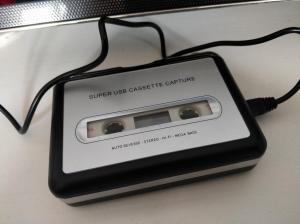 SUPER USB CASSETTE CAPTURE
AUTO REVERSE - STEREO - HI-FI - MEGA BASS